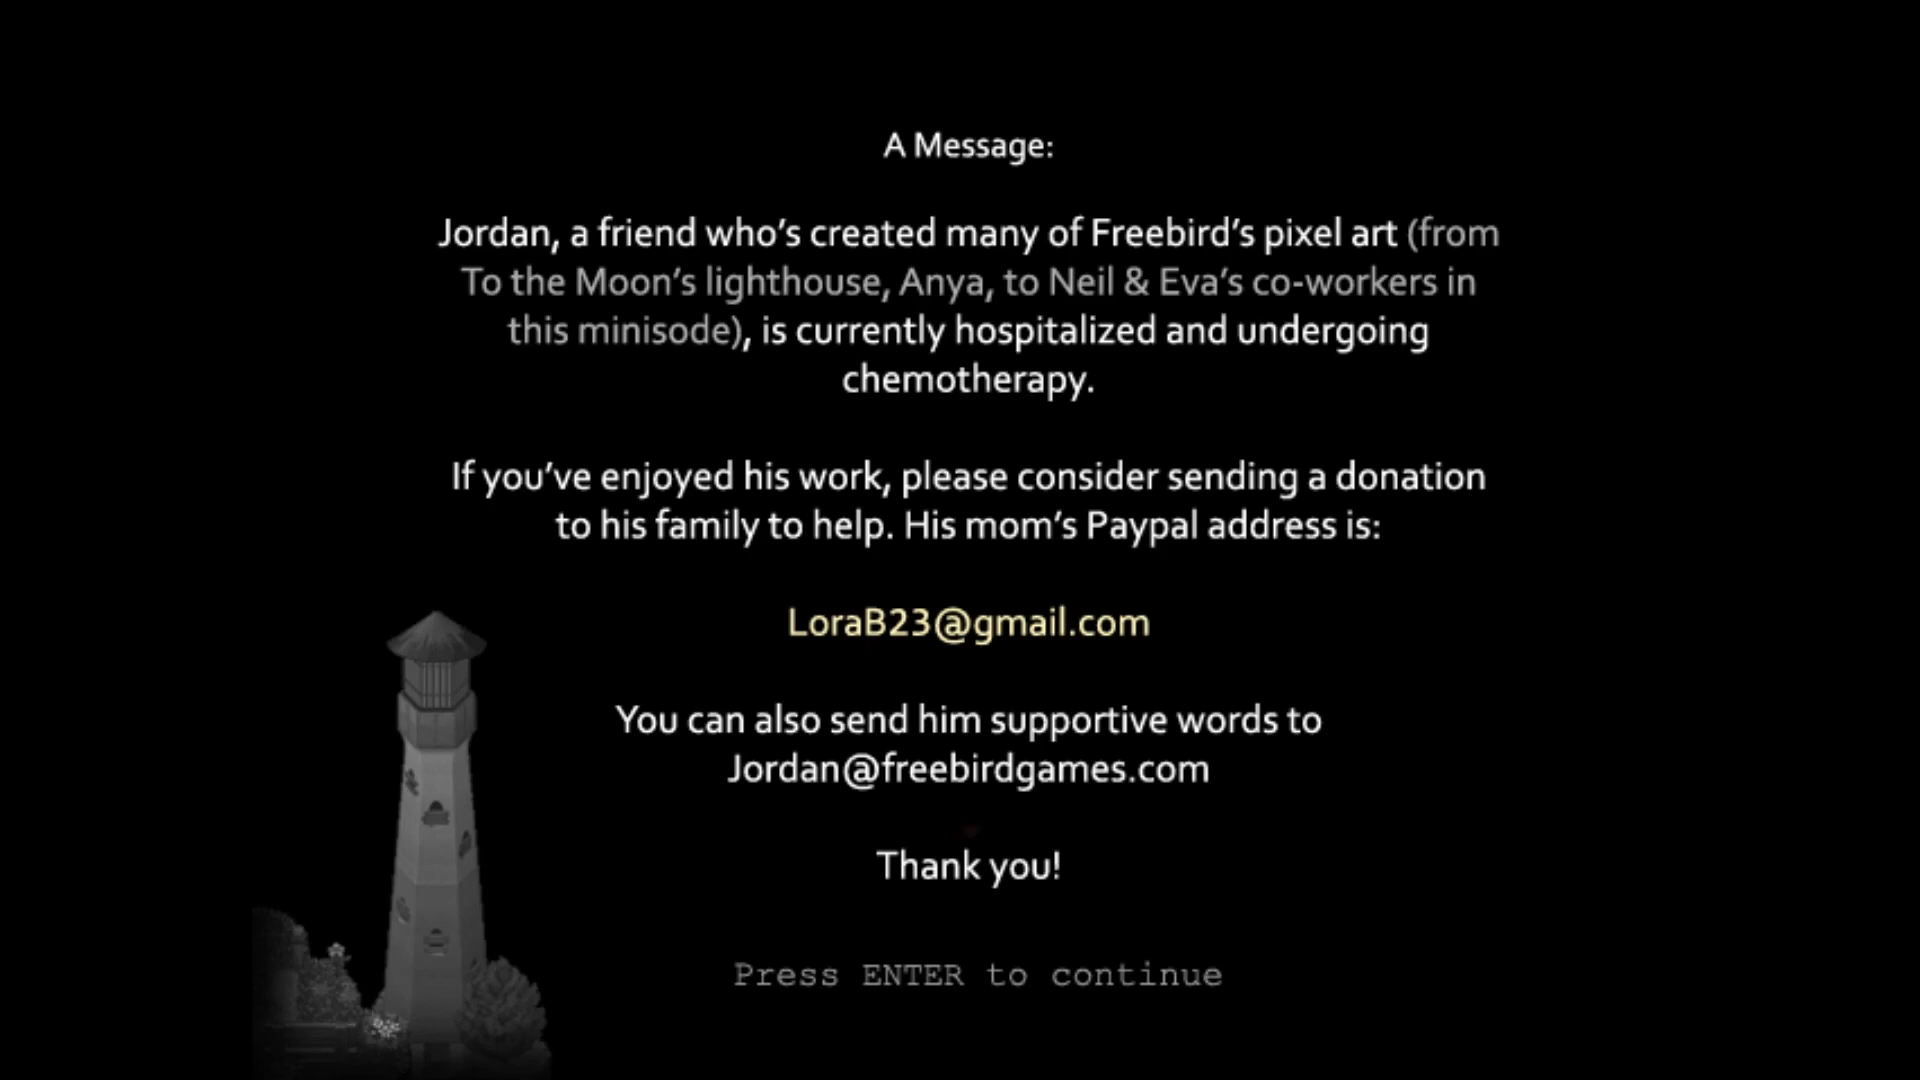 A Message:
Jordan, a friend who's created many of Freebird's pixel art (from
To the Moon's lighthouse, Anya, to Neil & Eva's co-workers in
this minisode), is currently hospitalized and undergoing
chemotherapy.
If you've enjoyed his work, please consider sending a donation
to his family to help. His mom's Paypal address is:
LoraB23@gmail.com
You can also send him supportive words to
Jordan@freebirdgames.com
Thank you!
Press ENTER to continue